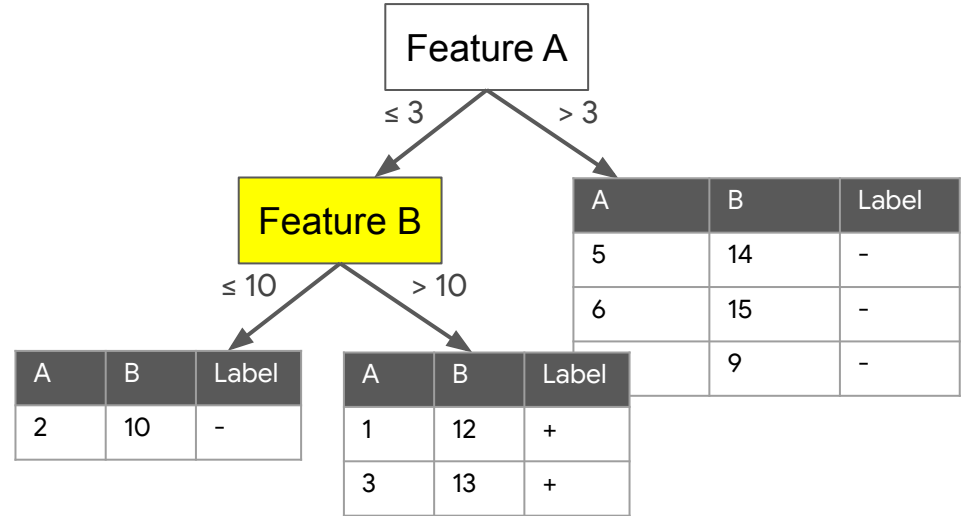 Feature A
≤ 3
> 3
Feature B
≤ 10
> 10
A B Label
5 14 -
6 15 -
9 -
A B Label
2 10 -
A B Label
1 12 +
3 13 +